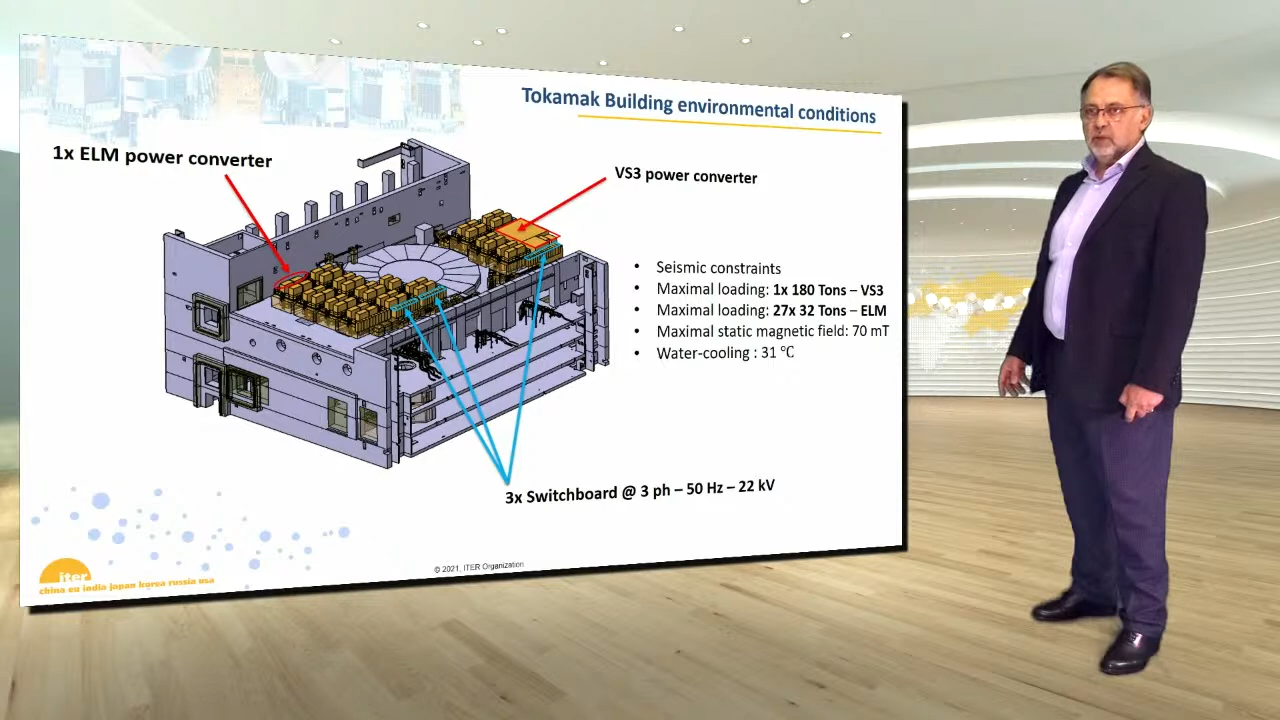 Tokamak Building environmental conditions
1x ELM power converter
VS3 power converter
• Seismic constraints
• Maximal loading: 1x 180 Tons – VS3
• Maximal loading: 27x 32 Tons – ELM
• Maximal static magnetic field: 70 mT
• Water-cooling : 31 ℃
3x Switchboard @ 3 ph – 50 Hz – 22 kV
iter
china eu india japan korea russia usa
© 2021, ITER Organization